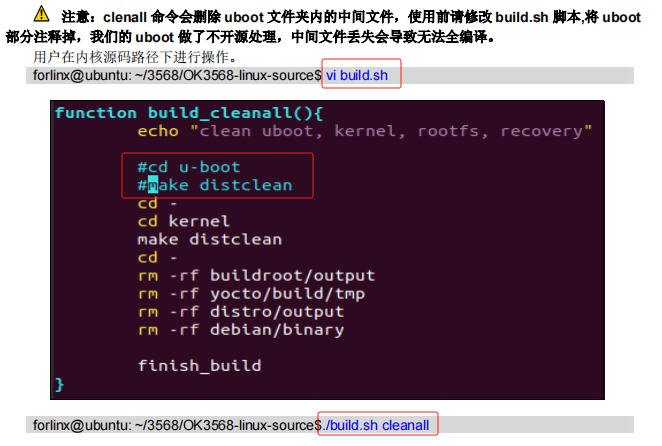 注意：clenall 命令会删除 uboot 文件夹内的中间文件，使用前请修改 build.sh 脚本,将 uboot
部分注释掉，我们的 uboot 做了不开源处理，中间文件丢失会导致无法全编译。
用户在内核源码路径下进行操作。
forlinx@ubuntu: ~/3568/OK3568-linux-source$ vi build.sh
function build_cleanall(){
echo "clean uboot, kernel, rootfs, recovery"
#cd u-boot
#make distclean
cd -
cd kernel
make distclean
cd -
rm -rf buildroot/output
rm -rf yocto/build/tmp
rm -rf distro/output
rm -rf debian/binary
finish_build
}
forlinx@ubuntu: ~/3568/OK3568-linux-source$./build.sh cleanall